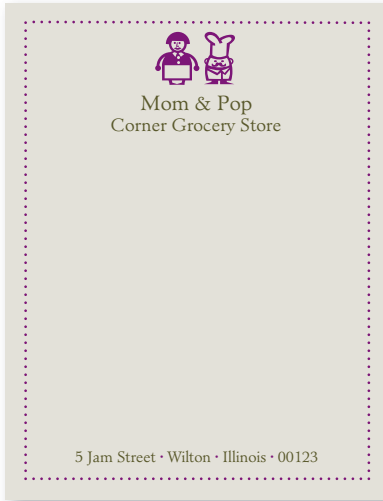 Mom & Pop
Corner Grocery Store
5 Jam Street · Wilton · Illinois · 00123